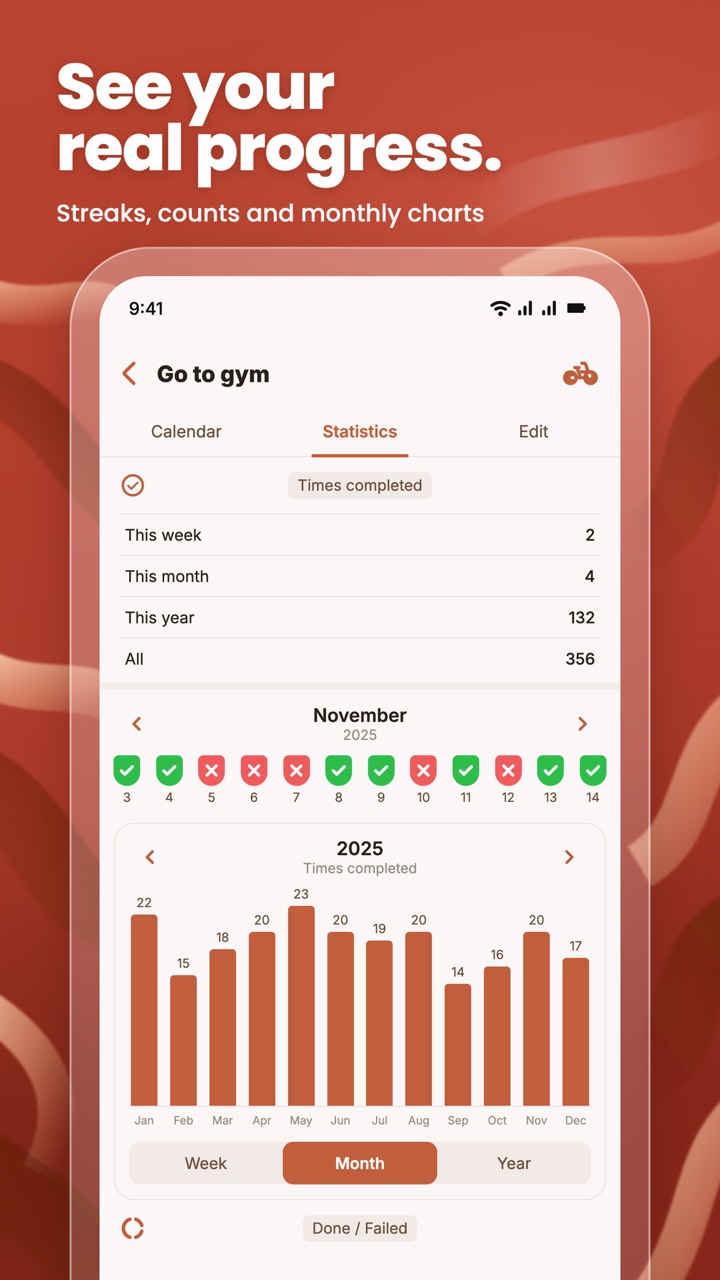 See your
real progress.
Streaks, counts and monthly charts
9:41
Go to gym
Calendar Statistics Edit
Times completed
This week 2
This month 4
This year 132
All 356
November
2025
3 4 5 6 7 8 9 10 11 12 13 14
2025
Times completed
22 15 18 20 23 20 19 20 14 16 20 17
Jan Feb Mar Apr May Jun Jul Aug Sep Oct Nov Dec
Week Month Year
Done / Failed